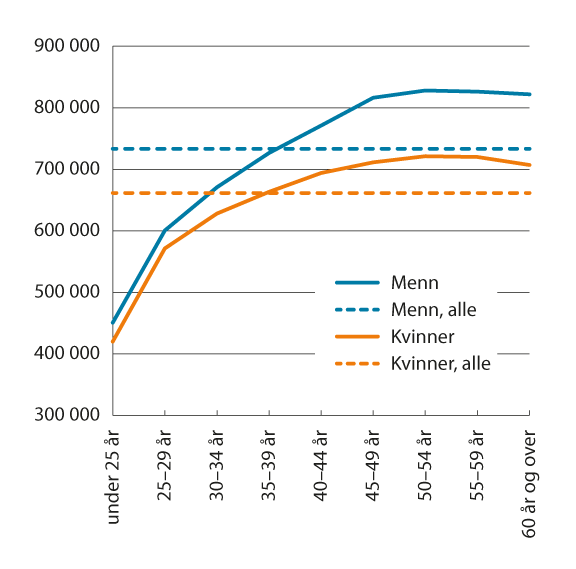 900 000
800 000
700 000
600 000
500 000
400 000
300 000
Menn
Menn, alle
Kvinner
Kvinner, alle
under 25 år
25–29 år
30–34 år
35–39 år
40–44 år
45–49 år
50–54 år
55–59 år
60 år og over